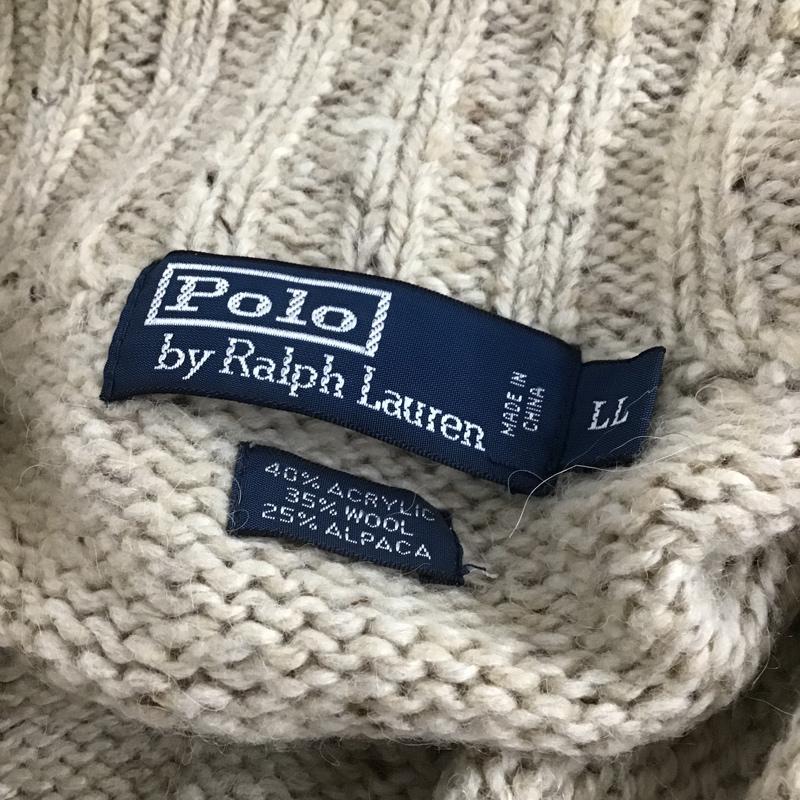 Polo
by Ralph Lauren
MADE IN
CHINA
LL
40% ACRYLIC
35% WOOL
25% ALPACA